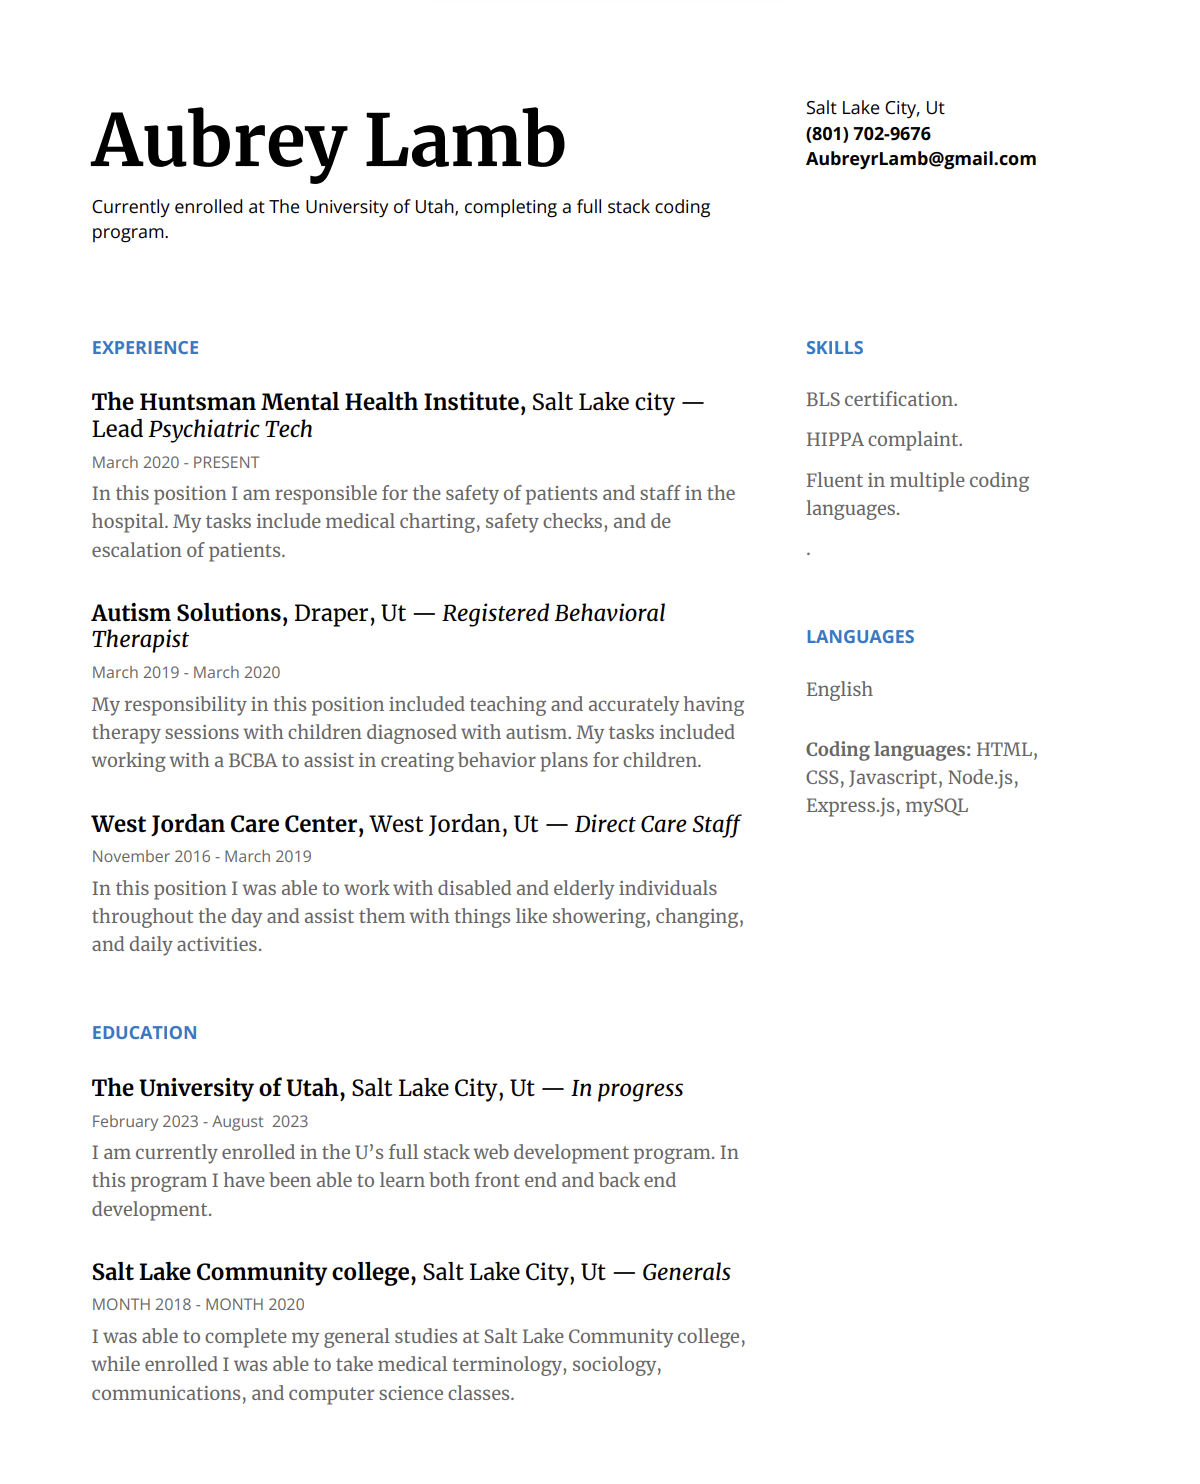 Aubrey Lamb
Currently enrolled at The University of Utah, completing a full stack coding
program.
Salt Lake City, Ut
(801) 702-9676
AubreyrLamb@gmail.com
EXPERIENCE
The Huntsman Mental Health Institute, Salt Lake city —
Lead Psychiatric Tech
March 2020 - PRESENT
In this position I am responsible for the safety of patients and staff in the
hospital. My tasks include medical charting, safety checks, and de
escalation of patients.
Autism Solutions, Draper, Ut — Registered Behavioral
Therapist
March 2019 - March 2020
My responsibility in this position included teaching and accurately having
therapy sessions with children diagnosed with autism. My tasks included
working with a BCBA to assist in creating behavior plans for children.
West Jordan Care Center, West Jordan, Ut — Direct Care Staff
November 2016 - March 2019
In this position I was able to work with disabled and elderly individuals
throughout the day and assist them with things like showering, changing,
and daily activities.
EDUCATION
The University of Utah, Salt Lake City, Ut — In progress
February 2023 - August  2023
I am currently enrolled in the U’s full stack web development program. In
this program I have been able to learn both front end and back end
development.
Salt Lake Community college, Salt Lake City, Ut — Generals
MONTH 2018 - MONTH 2020
I was able to complete my general studies at Salt Lake Community college,
while enrolled I was able to take medical terminology, sociology,
communications, and computer science classes.
SKILLS
BLS certification.
HIPPA complaint.
Fluent in multiple coding
languages.
.
LANGUAGES
English
Coding languages: HTML,
CSS, Javascript, Node.js,
Express.js, mySQL